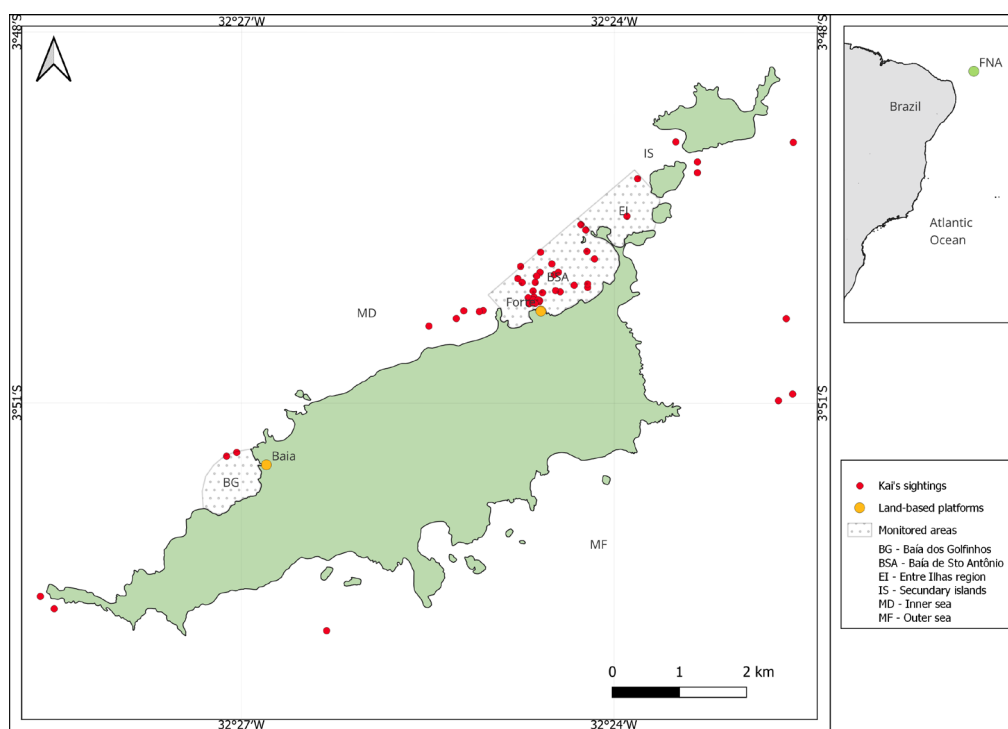 32°27'W
32°24'W
3°48'S
3°48'S
FNA
Brazil
Atlantic
Ocean
IS
EI
BSA
Forte
MD
3°51'S
3°51'S
Baia
BG
MF
Kai's sightings
Land-based platforms
Monitored areas
BG - Baía dos Golfinhos
BSA - Baía de Sto Antônio
EI - Entre Ilhas region
IS - Secundary islands
MD - Inner sea
MF - Outer sea
0 1 2 km
32°27'W
32°24'W